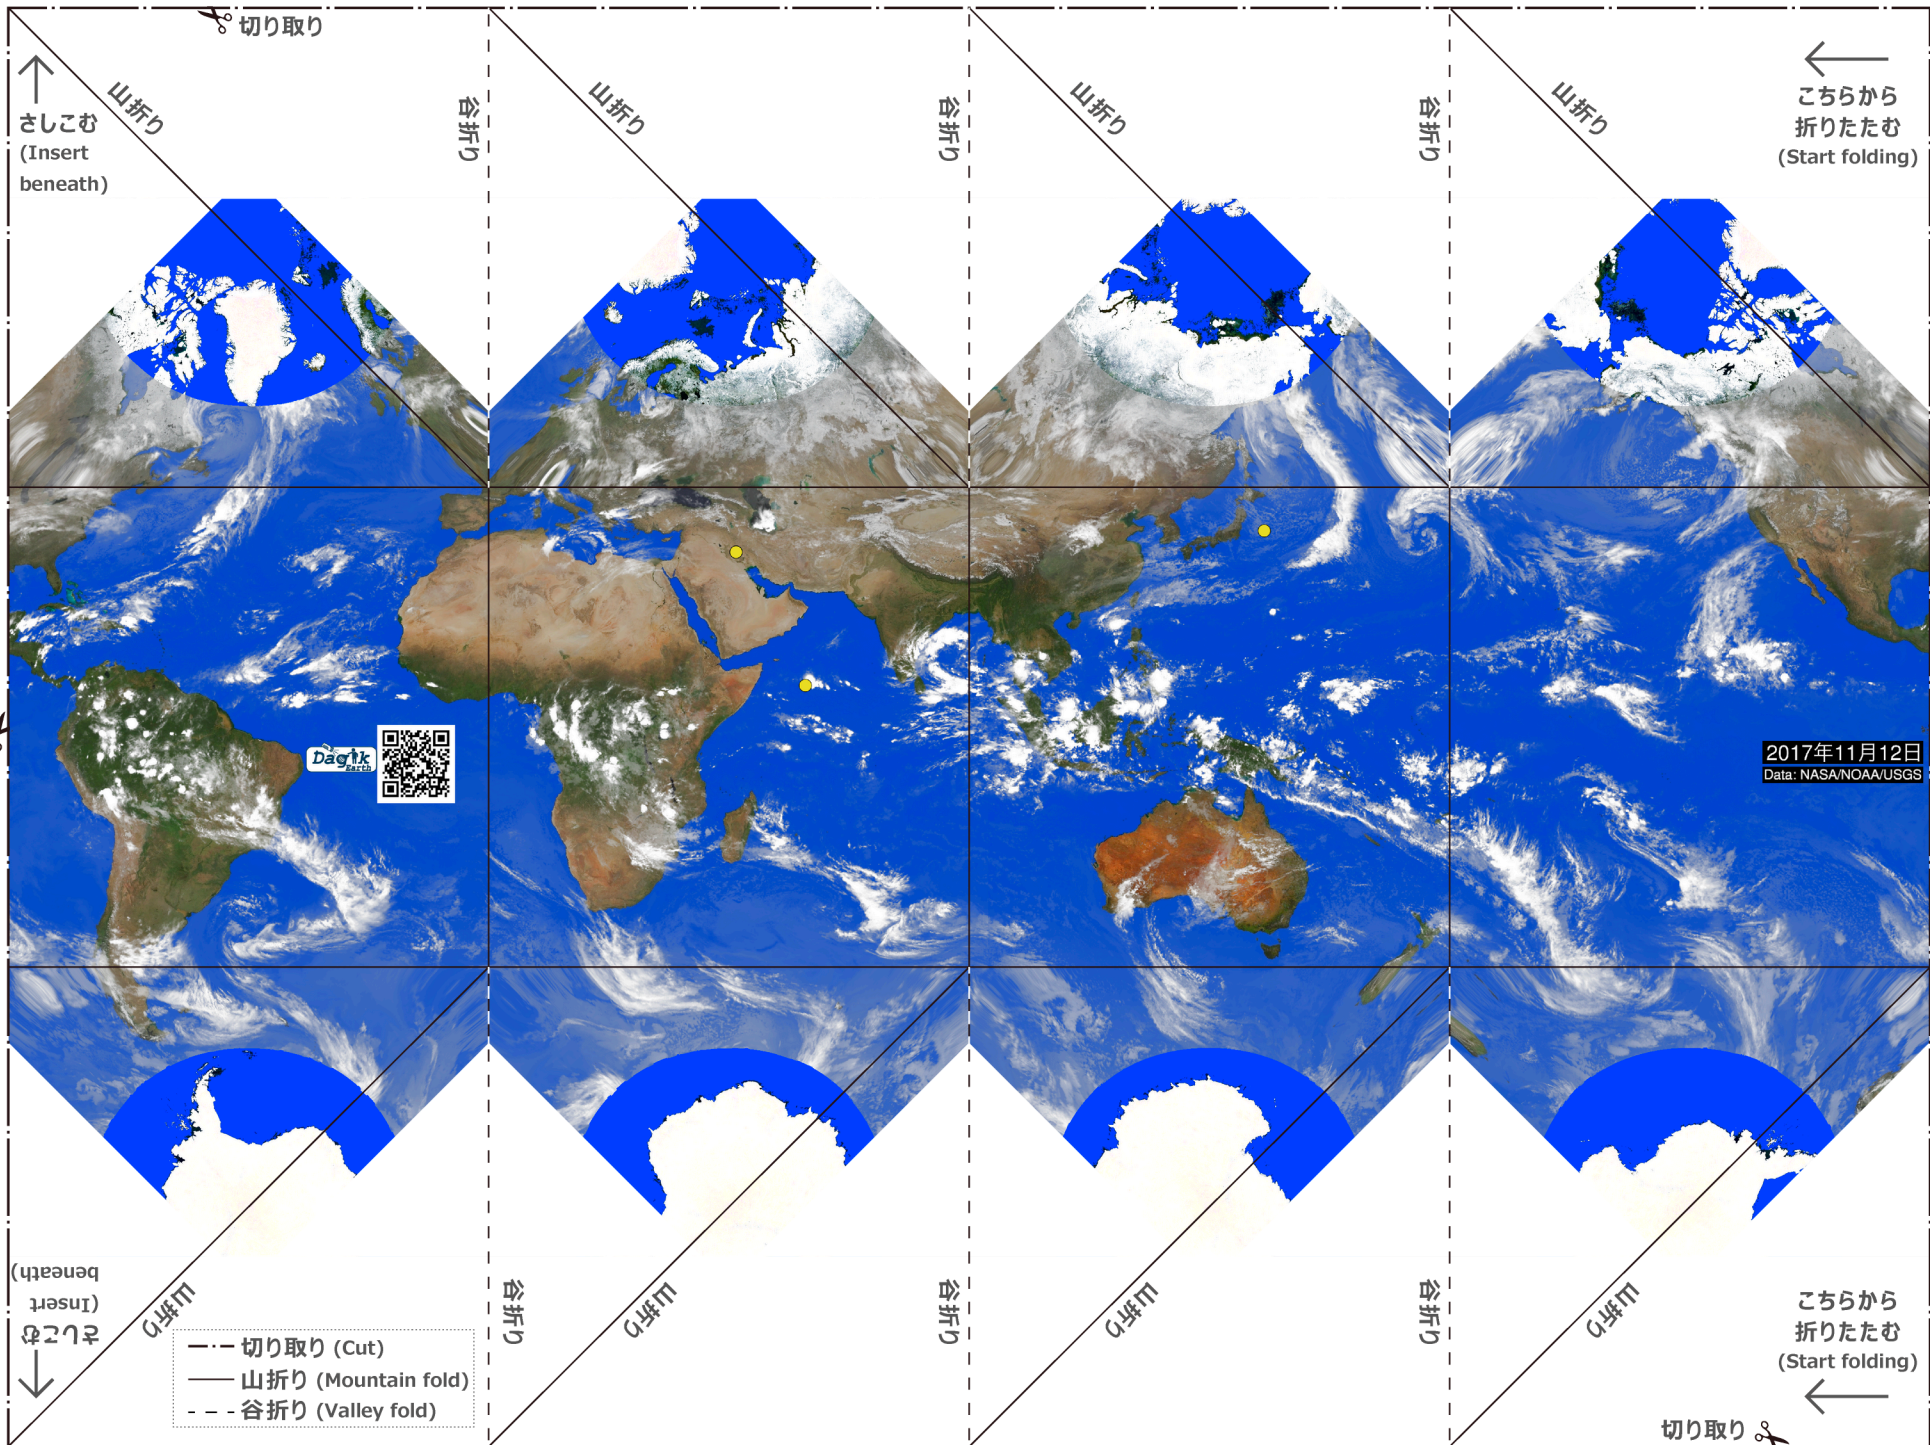 切り取り
さしこむ
(Insert
beneath)
山折り
谷折り
山折り
谷折り
山折り
谷折り
山折り
こちらから
折りたたむ
(Start folding)
Dagik
Earth
2017年11月12日
Data: NASA/NOAA/USGS
さしこむ
(Insert
beneath)
山折り
谷折り
山折り
谷折り
山折り
谷折り
山折り
こちらから
折りたたむ
(Start folding)
切り取り (Cut)
山折り (Mountain fold)
谷折り (Valley fold)
切り取り